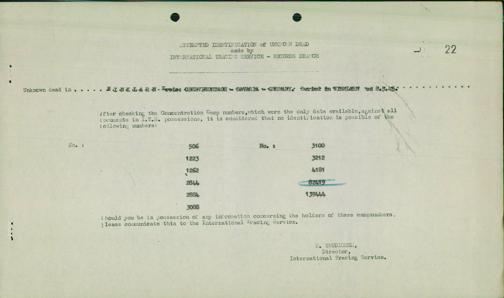 ATTEMPTED IDENTIFICATION of UNKNOWN DEAD
made by
INTERNATIONAL TRACING SERVICE - RECORDS BRANCH
22
Unknown dead in
After checking the Concentration Camp numbers, which were the only data available, against all
documents in I.T.S. possessions, it is considered that no identification is possible of the
following numbers:
No. : 506 No. : 3100
1223 3212
1262 4181
2844 82489
2884 139444
3088
Should you be in possession of any information concerning the holders of these campnumbers,
please communicate this to the International Tracing Service.
Director,
International Tracing Service.